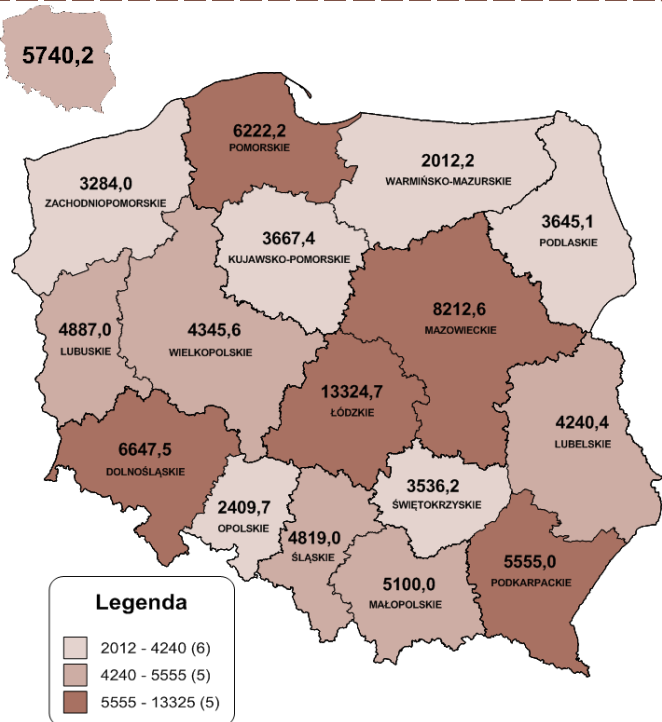 5740,2
6222,2
POMORSKIE
2012,2
WARMIŃSKO-MAZURSKIE
3284,0
ZACHODNIOPOMORSKIE
3645,1
PODLASKIE
3667,4
KUJAWSKO-POMORSKIE
8212,6
MAZOWIECKIE
4887,0
LUBUSKIE
4345,6
WIELKOPOLSKIE
13324,7
ŁÓDZKIE
4240,4
LUBELSKIE
6647,5
DOLNOŚLĄSKIE
3536,2
ŚWIĘTOKRZYSKIE
2409,7
OPOLSKIE
4819,0
ŚLĄSKIE
5555,0
PODKARPACKIE
5100,0
MAŁOPOLSKIE
Legenda
2012 - 4240 (6)
4240 - 5555 (5)
5555 - 13325 (5)